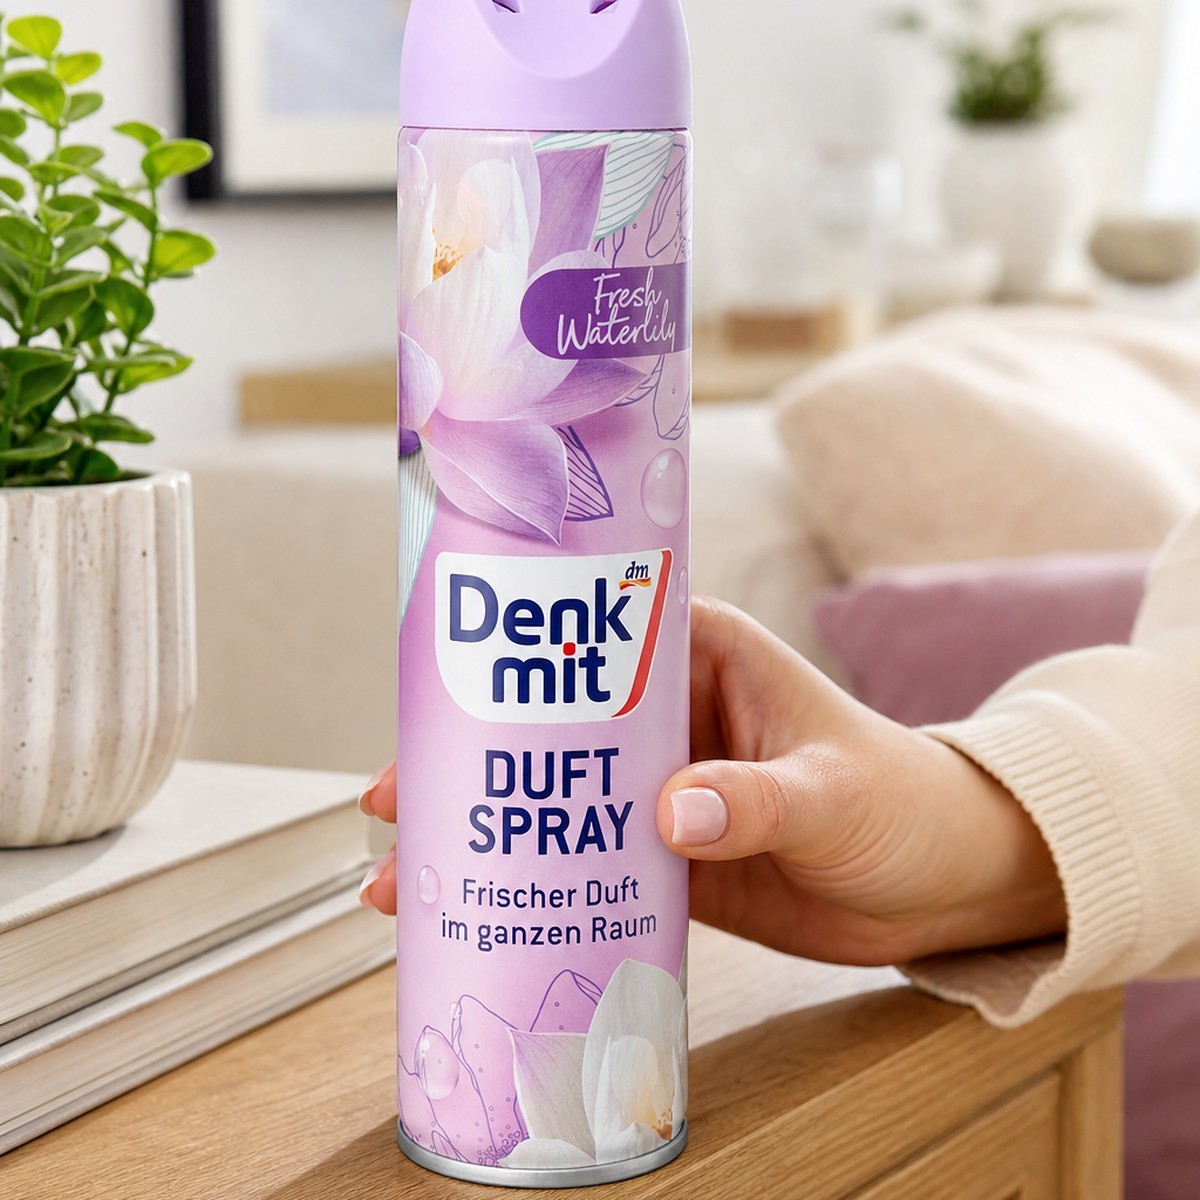 Fresh
Waterlily
dm
Denk
mit
DUFT
SPRAY
Frischer Duft
im ganzen Raum